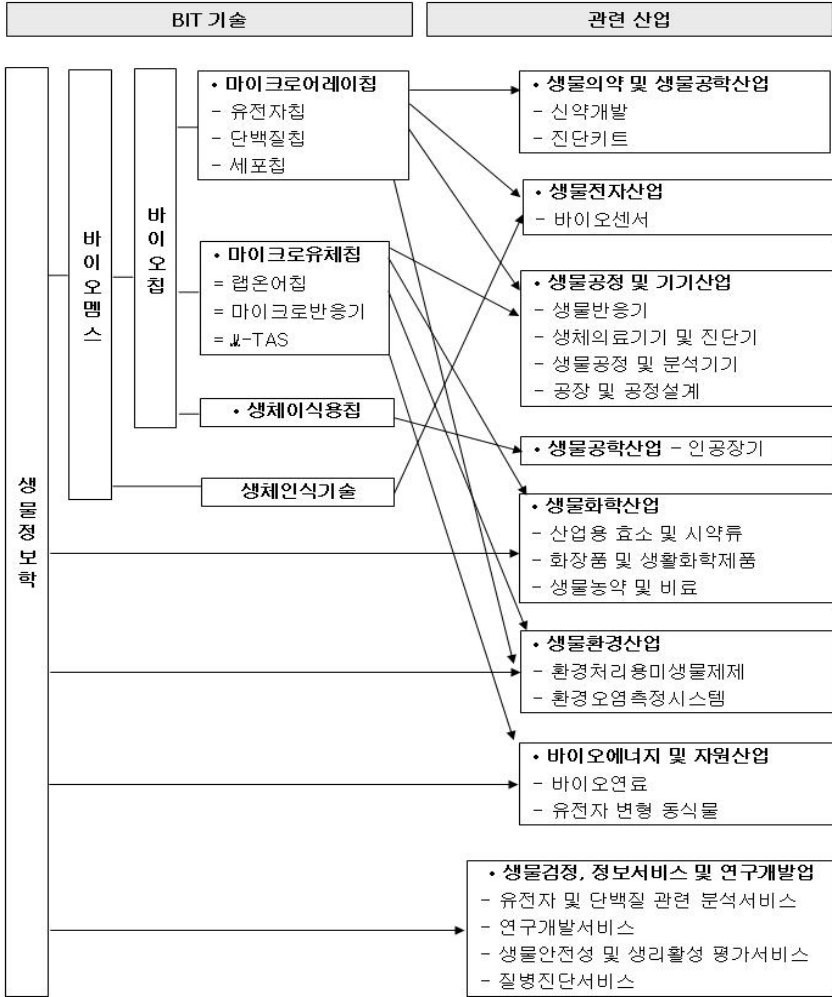 BIT 기술
관련 산업
생물정보학
바이오멤스
바이오칩
• 마이크로어레이칩
- 유전자칩
- 단백질칩
- 세포칩
• 마이크로유체칩
= 랩온어칩
= 마이크로반응기
= μ-TAS
• 생체이식용칩
생체인식기술
• 생물의약 및 생물공학산업
- 신약개발
- 진단키트
• 생물전자산업
- 바이오센서
• 생물공정 및 기기산업
- 생물반응기
- 생체의료기기 및 진단기
- 생물공정 및 분석기기
- 공장 및 공정설계
• 생물공학산업 - 인공장기
• 생물화학산업
- 산업용 효소 및 시약류
- 화장품 및 생활화학제품
- 생물농약 및 비료
• 생물환경산업
- 환경처리용미생물제제
- 환경오염측정시스템
• 바이오에너지 및 자원산업
- 바이오연료
- 유전자 변형 동식물
• 생물검정, 정보서비스 및 연구개발업
- 유전자 및 단백질 관련 분석서비스
- 연구개발서비스
- 생물안전성 및 생리활성 평가서비스
- 질병진단서비스